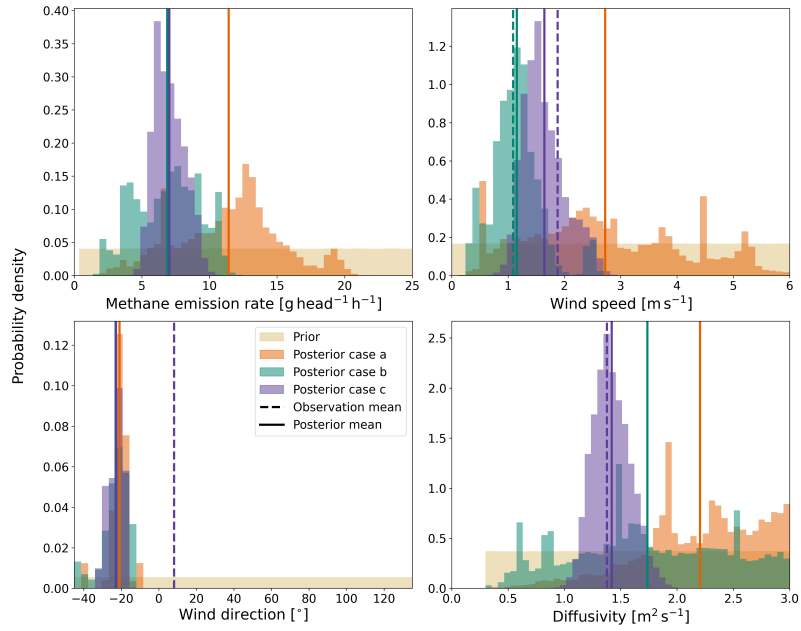 Probability density
0.40
0.35
0.30
0.25
0.20
0.15
0.10
0.05
0.00
0 5 10 15 20 25
Methane emission rate [g head⁻¹ h⁻¹]
1.2
1.0
0.8
0.6
0.4
0.2
0.0
0 1 2 3 4 5 6
Wind speed [m s⁻¹]
0.12
0.10
0.08
0.06
0.04
0.02
0.00
−40 −20 0 20 40 60 80 100 120
Wind direction [°]
Prior
Posterior case a
Posterior case b
Posterior case c
Observation mean
Posterior mean
2.5
2.0
1.5
1.0
0.5
0.0
0.0 0.5 1.0 1.5 2.0 2.5 3.0
Diffusivity [m² s⁻¹]